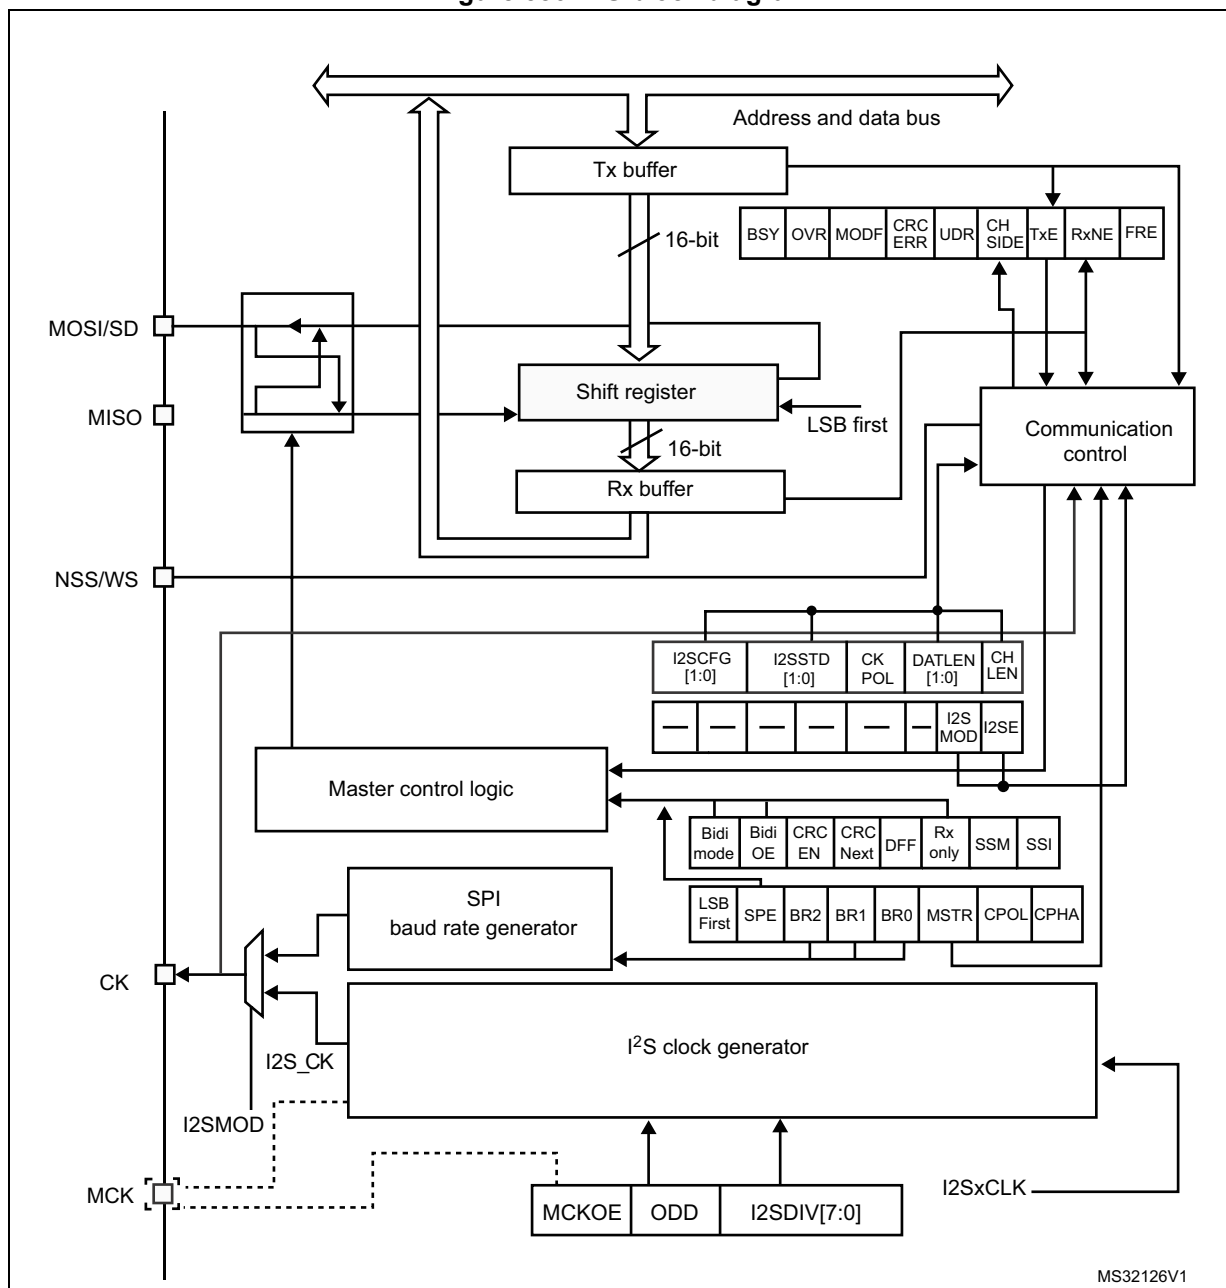 Address and data bus
Tx buffer
16-bit
BSY OVR MODF CRC ERR UDR CH SIDE TxE RxNE FRE
MOSI/SD
Shift register
MISO
LSB first
Communication control
16-bit
Rx buffer
NSS/WS
I2SCFG [1:0] I2SSTD [1:0] CK POL DATLEN [1:0] CH LEN
— — — — — — I2S MOD I2SE
Master control logic
Bidi mode Bidi OE CRC EN CRC Next DFF Rx only SSM SSI
SPI
baud rate generator
LSB First SPE BR2 BR1 BR0 MSTR CPOL CPHA
CK
I2S_CK
I²S clock generator
I2SMOD
MCK
MCKOE ODD I2SDIV[7:0]
I2SxCLK
MS32126V1